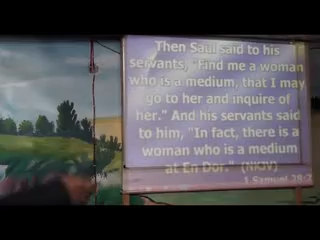 Then Saul said to his
servants, "Find me a woman
who is a medium, that I may
go to her and inquire of
her." And his servants said
to him, "In fact, there is a
woman who is a medium
at En Dor." (NKJV)
1 Samuel 28:7